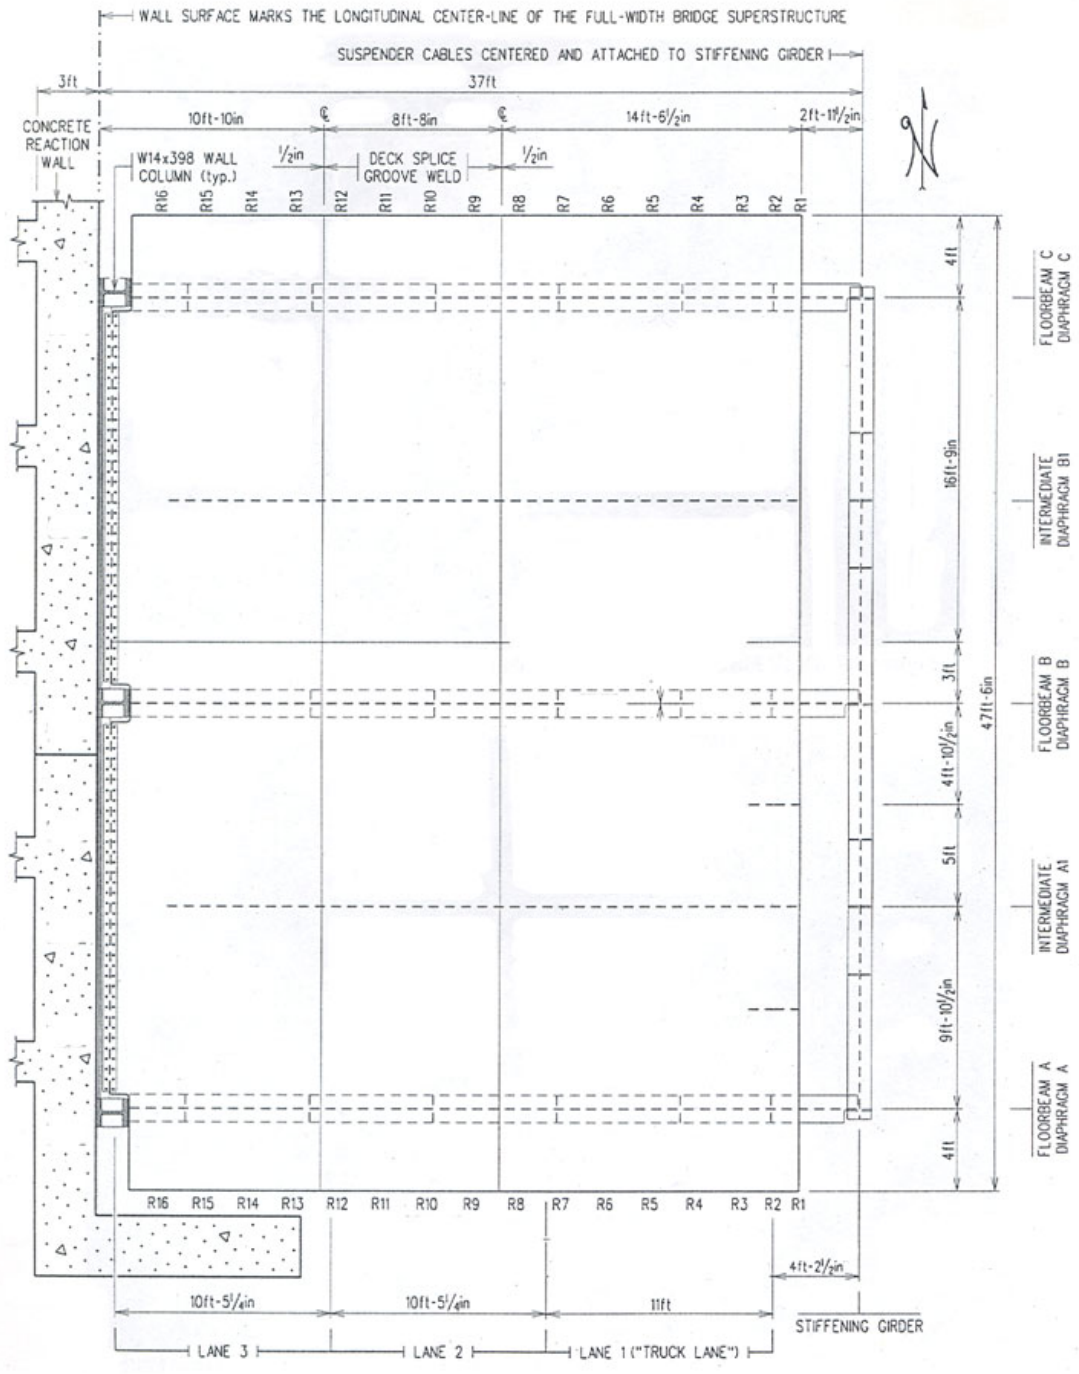 WALL SURFACE MARKS THE LONGITUDINAL CENTER-LINE OF THE FULL-WIDTH BRIDGE SUPERSTRUCTURE
SUSPENDER CABLES CENTERED AND ATTACHED TO STIFFENING GIRDER
3ft
37ft
10ft-10in
℄
8ft-8in
℄
14ft-6½in
2ft-11½in
N
CONCRETE
REACTION
WALL
W14x398 WALL
COLUMN (typ.)
½in
DECK SPLICE
GROOVE WELD
½in
R16 R15 R14 R13 R12 R11 R10 R9 R8 R7 R6 R5 R4 R3 R2 R1
4ft
FLOORBEAM C
DIAPHRAGM C
16ft-9in
INTERMEDIATE
DIAPHRAGM B1
3ft
47ft-6in
FLOORBEAM B
DIAPHRAGM B
4ft-10½in
5ft
INTERMEDIATE
DIAPHRAGM A1
9ft-10½in
FLOORBEAM A
DIAPHRAGM A
4ft
R16 R15 R14 R13 R12 R11 R10 R9 R8 R7 R6 R5 R4 R3 R2 R1
4ft-2½in
10ft-5¼in
10ft-5¼in
11ft
STIFFENING GIRDER
LANE 3
LANE 2
LANE 1 ("TRUCK LANE")